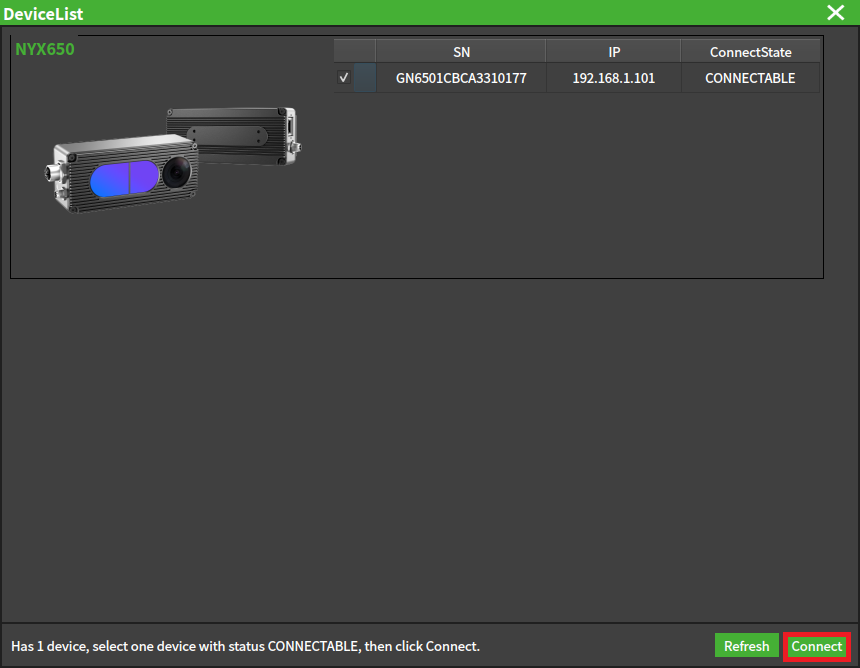 DeviceList
NYX650
SN IP ConnectState
GN6501CBCA3310177 192.168.1.101 CONNECTABLE
Has 1 device, select one device with status CONNECTABLE, then click Connect.
Refresh Connect